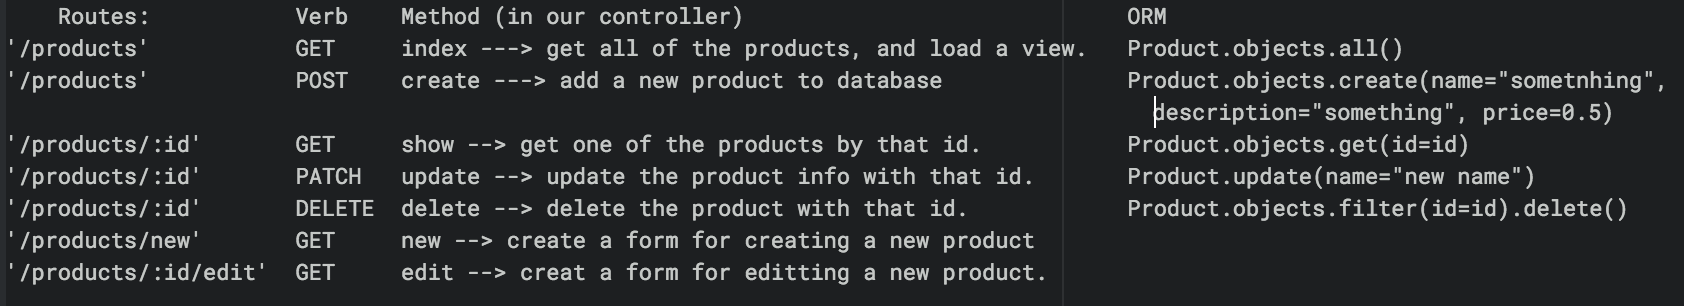 Routes: Verb Method (in our controller) ORM
'/products' GET index ---> get all of the products, and load a view. Product.objects.all()
'/products' POST create ---> add a new product to database Product.objects.create(name="sometnhing",
description="something", price=0.5)
'/products/:id' GET show --> get one of the products by that id. Product.objects.get(id=id)
'/products/:id' PATCH update --> update the product info with that id. Product.update(name="new name")
'/products/:id' DELETE delete --> delete the product with that id. Product.objects.filter(id=id).delete()
'/products/new' GET new --> create a form for creating a new product
'/products/:id/edit' GET edit --> creat a form for editting a new product.